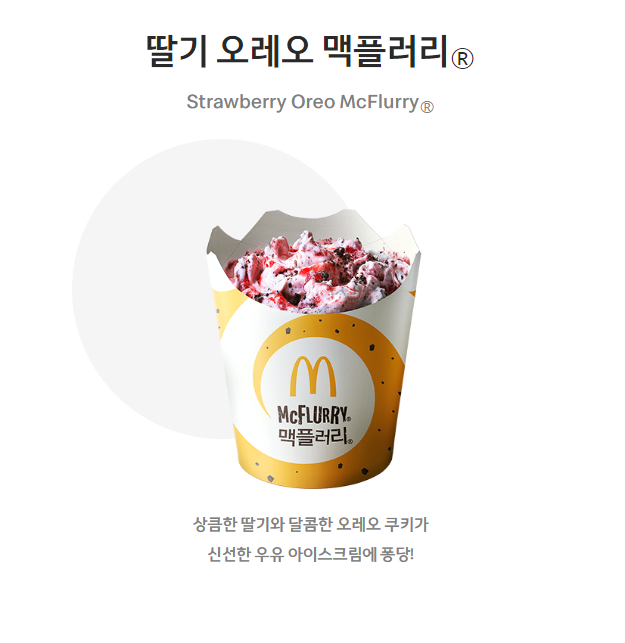 딸기 오레오 맥플러리®
Strawberry Oreo McFlurry®
McFLURRY®
맥플러리®
상큼한 딸기와 달콤한 오레오 쿠키가
신선한 우유 아이스크림에 퐁당!